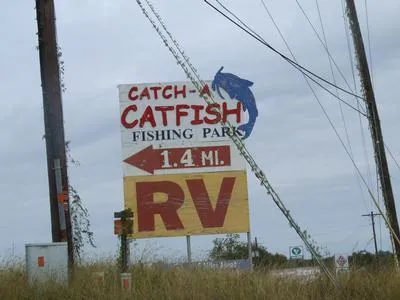 CATCH-A
CATFISH
FISHING PARK
1.4 MI.
RV